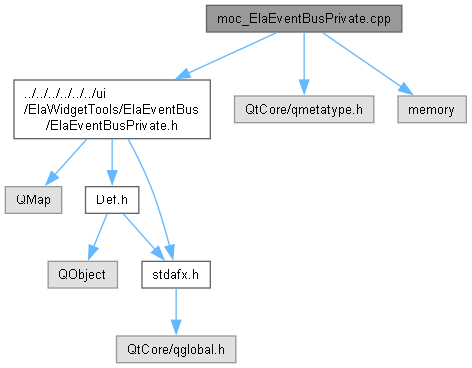 moc_ElaEventBusPrivate.cpp
../../../../../../ui
/ElaWidgetTools/ElaEventBus
/ElaEventBusPrivate.h
QtCore/qmetatype.h
memory
QMap
Def.h
QObject
stdafx.h
QtCore/qglobal.h